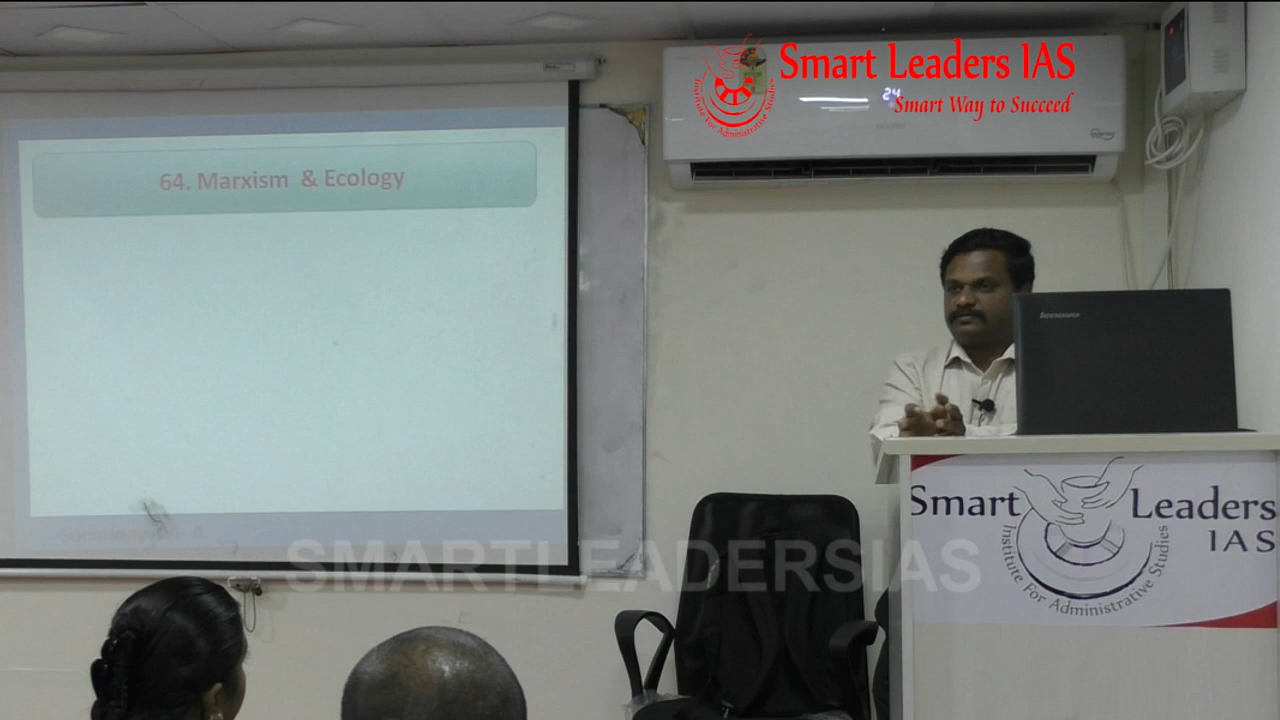 Smart Leaders IAS
Smart Way to Succeed
Institute For Administrative Studies
24
64. Marxism & Ecology
lenovo
Smart Leaders
IAS
Institute For Administrative Studies
SMARTLEADERSIAS